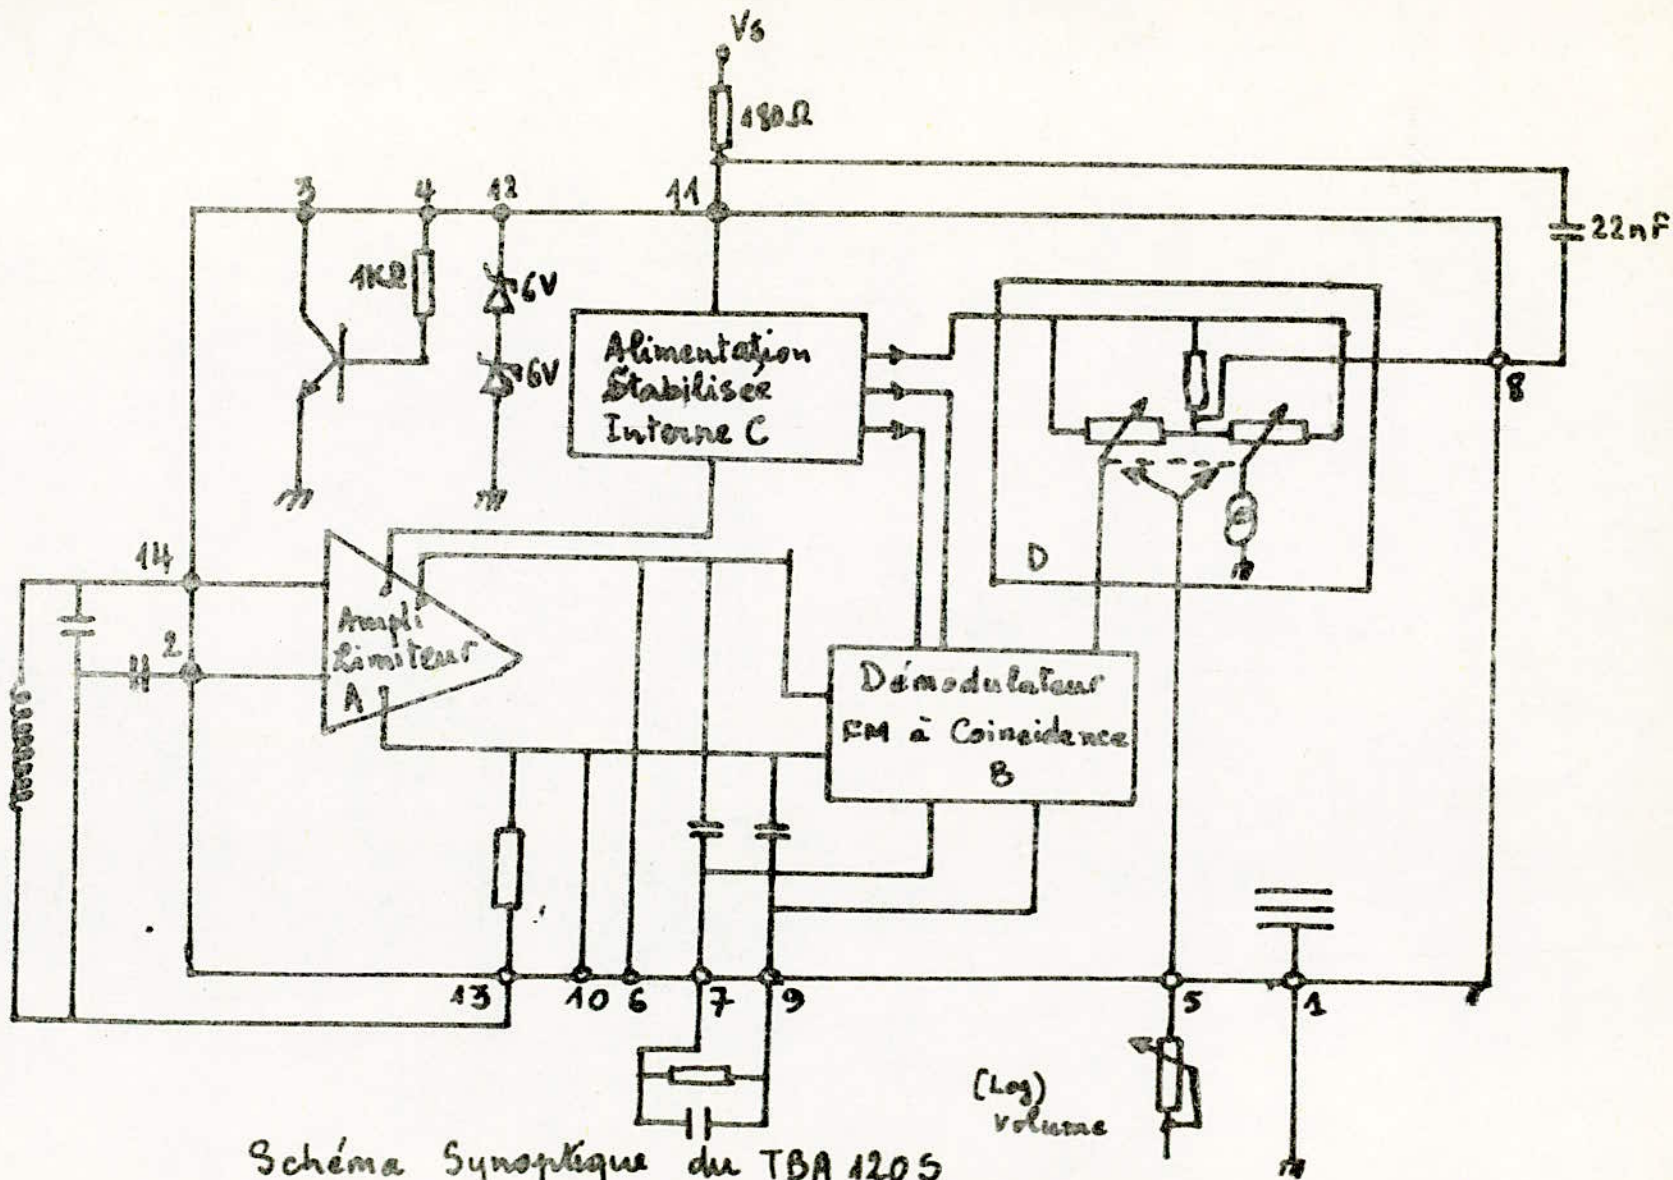 Vs
180Ω
3
4
12
11
22nF
1KΩ
6V
6V
Alimentation
Stabilisée
Interne C
8
D
14
2
Ampli
Limiteur
A
Démodulateur
FM à Coincidence
B
13
10
6
7
9
5
1
(Log)
Volume
Schéma Synoptique du TBA 120S